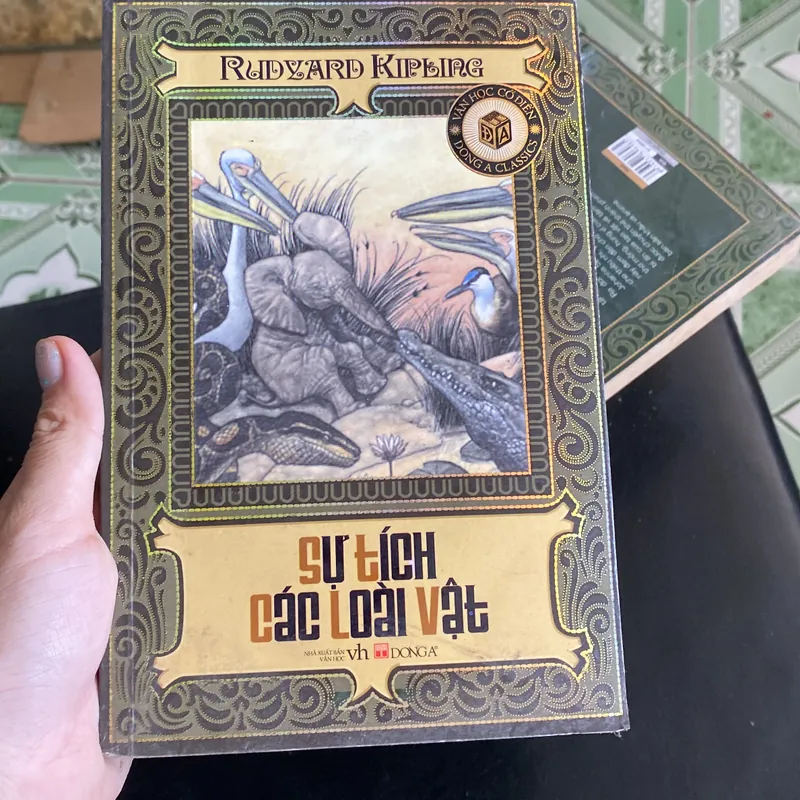 RUDYARD KIPLING
VĂN HỌC CỔ ĐIỂN
ĐA
DONG A CLASSICS
SỰ TÍCH
CÁC LOÀI VẬT
NHÀ XUẤT BẢN
VĂN HỌC
vh
DONGA